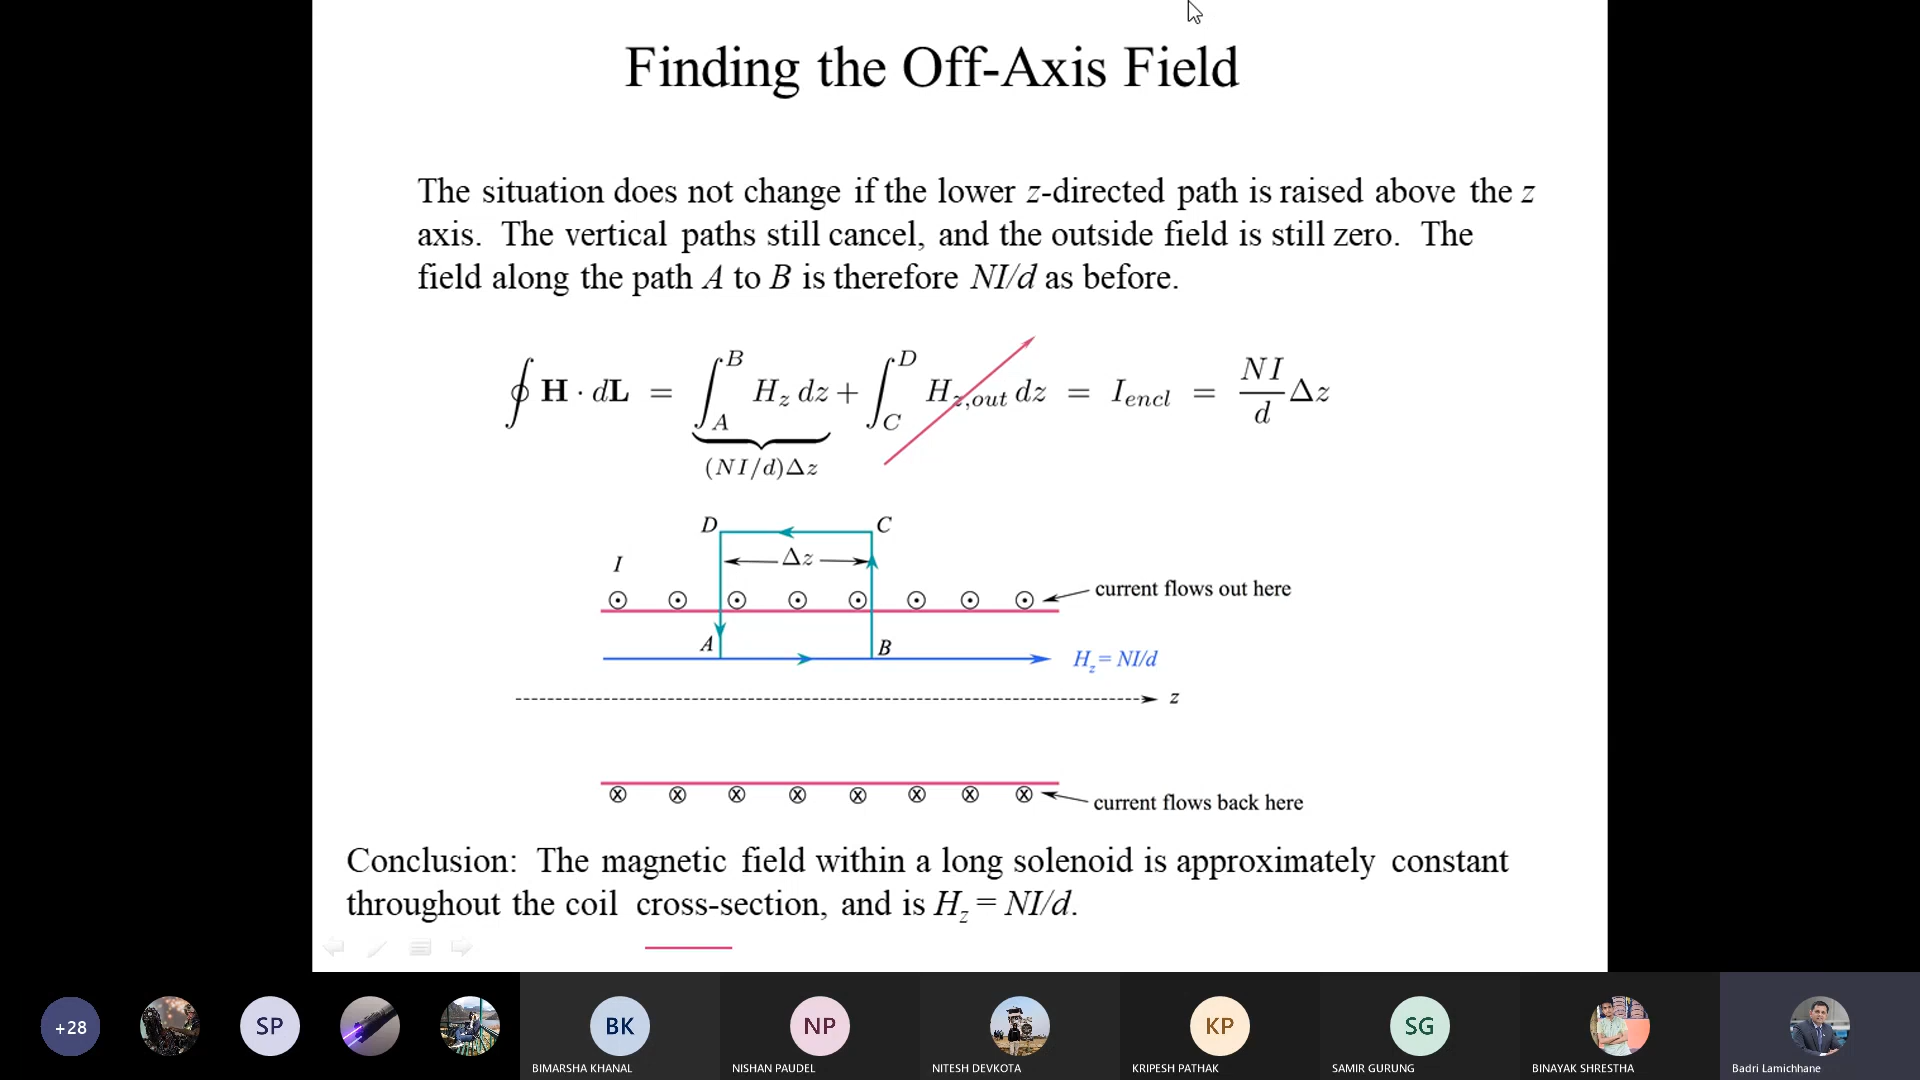 Finding the Off-Axis Field
The situation does not change if the lower z-directed path is raised above the z
axis. The vertical paths still cancel, and the outside field is still zero. The
field along the path A to B is therefore NI/d as before.
∮ H · dL = ∫_A^B H_z dz + ∫_C^D H_z,out dz = I_encl = NI/d Δz
(NI/d)Δz
D C
Δz
I
current flows out here
A B
H_z = NI/d
z
current flows back here
Conclusion: The magnetic field within a long solenoid is approximately constant
throughout the coil cross-section, and is H_z = NI/d.
+28 SP BK NP KP SG
BIMARSHA KHANAL NISHAN PAUDEL NITESH DEVKOTA KRIPESH PATHAK SAMIR GURUNG BINAYAK SHRESTHA Badri Lamichhane